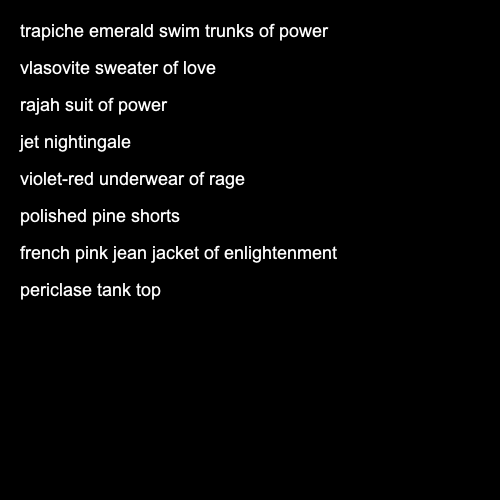 trapiche emerald swim trunks of power
vlasovite sweater of love
rajah suit of power
jet nightingale
violet-red underwear of rage
polished pine shorts
french pink jean jacket of enlightenment
periclase tank top